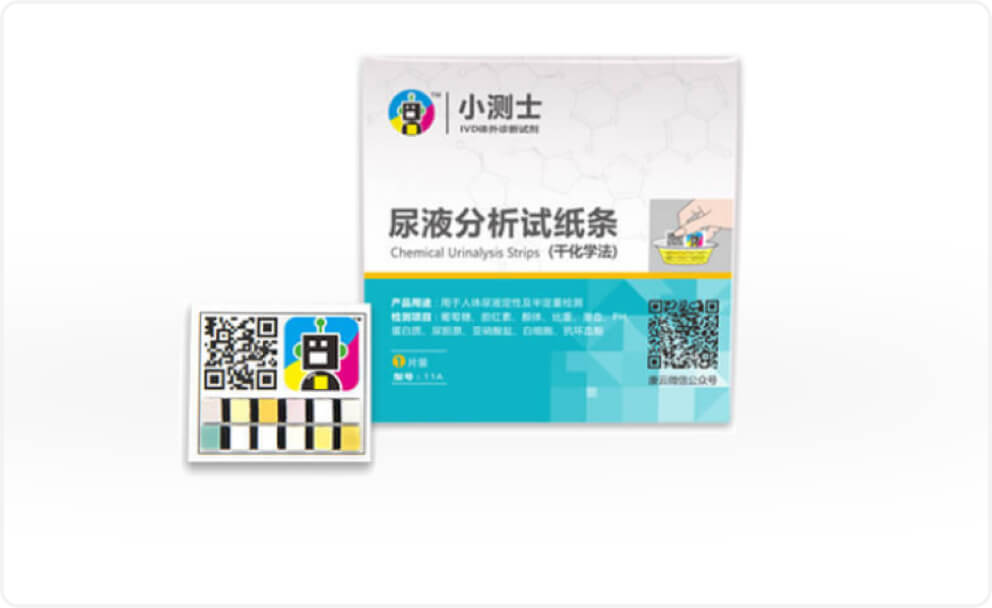 TM
小测士
IVD体外诊断试剂
尿液分析试纸条
Chemical Urinalysis Strips (干化学法)
产品用途：用于人体尿液定性及半定量检测
检测项目：葡萄糖、胆红素、酮体、比重、潜血、PH、
蛋白质、尿胆原、亚硝酸盐、白细胞、抗坏血酸
1片装
型号：11A
康云微信公众号